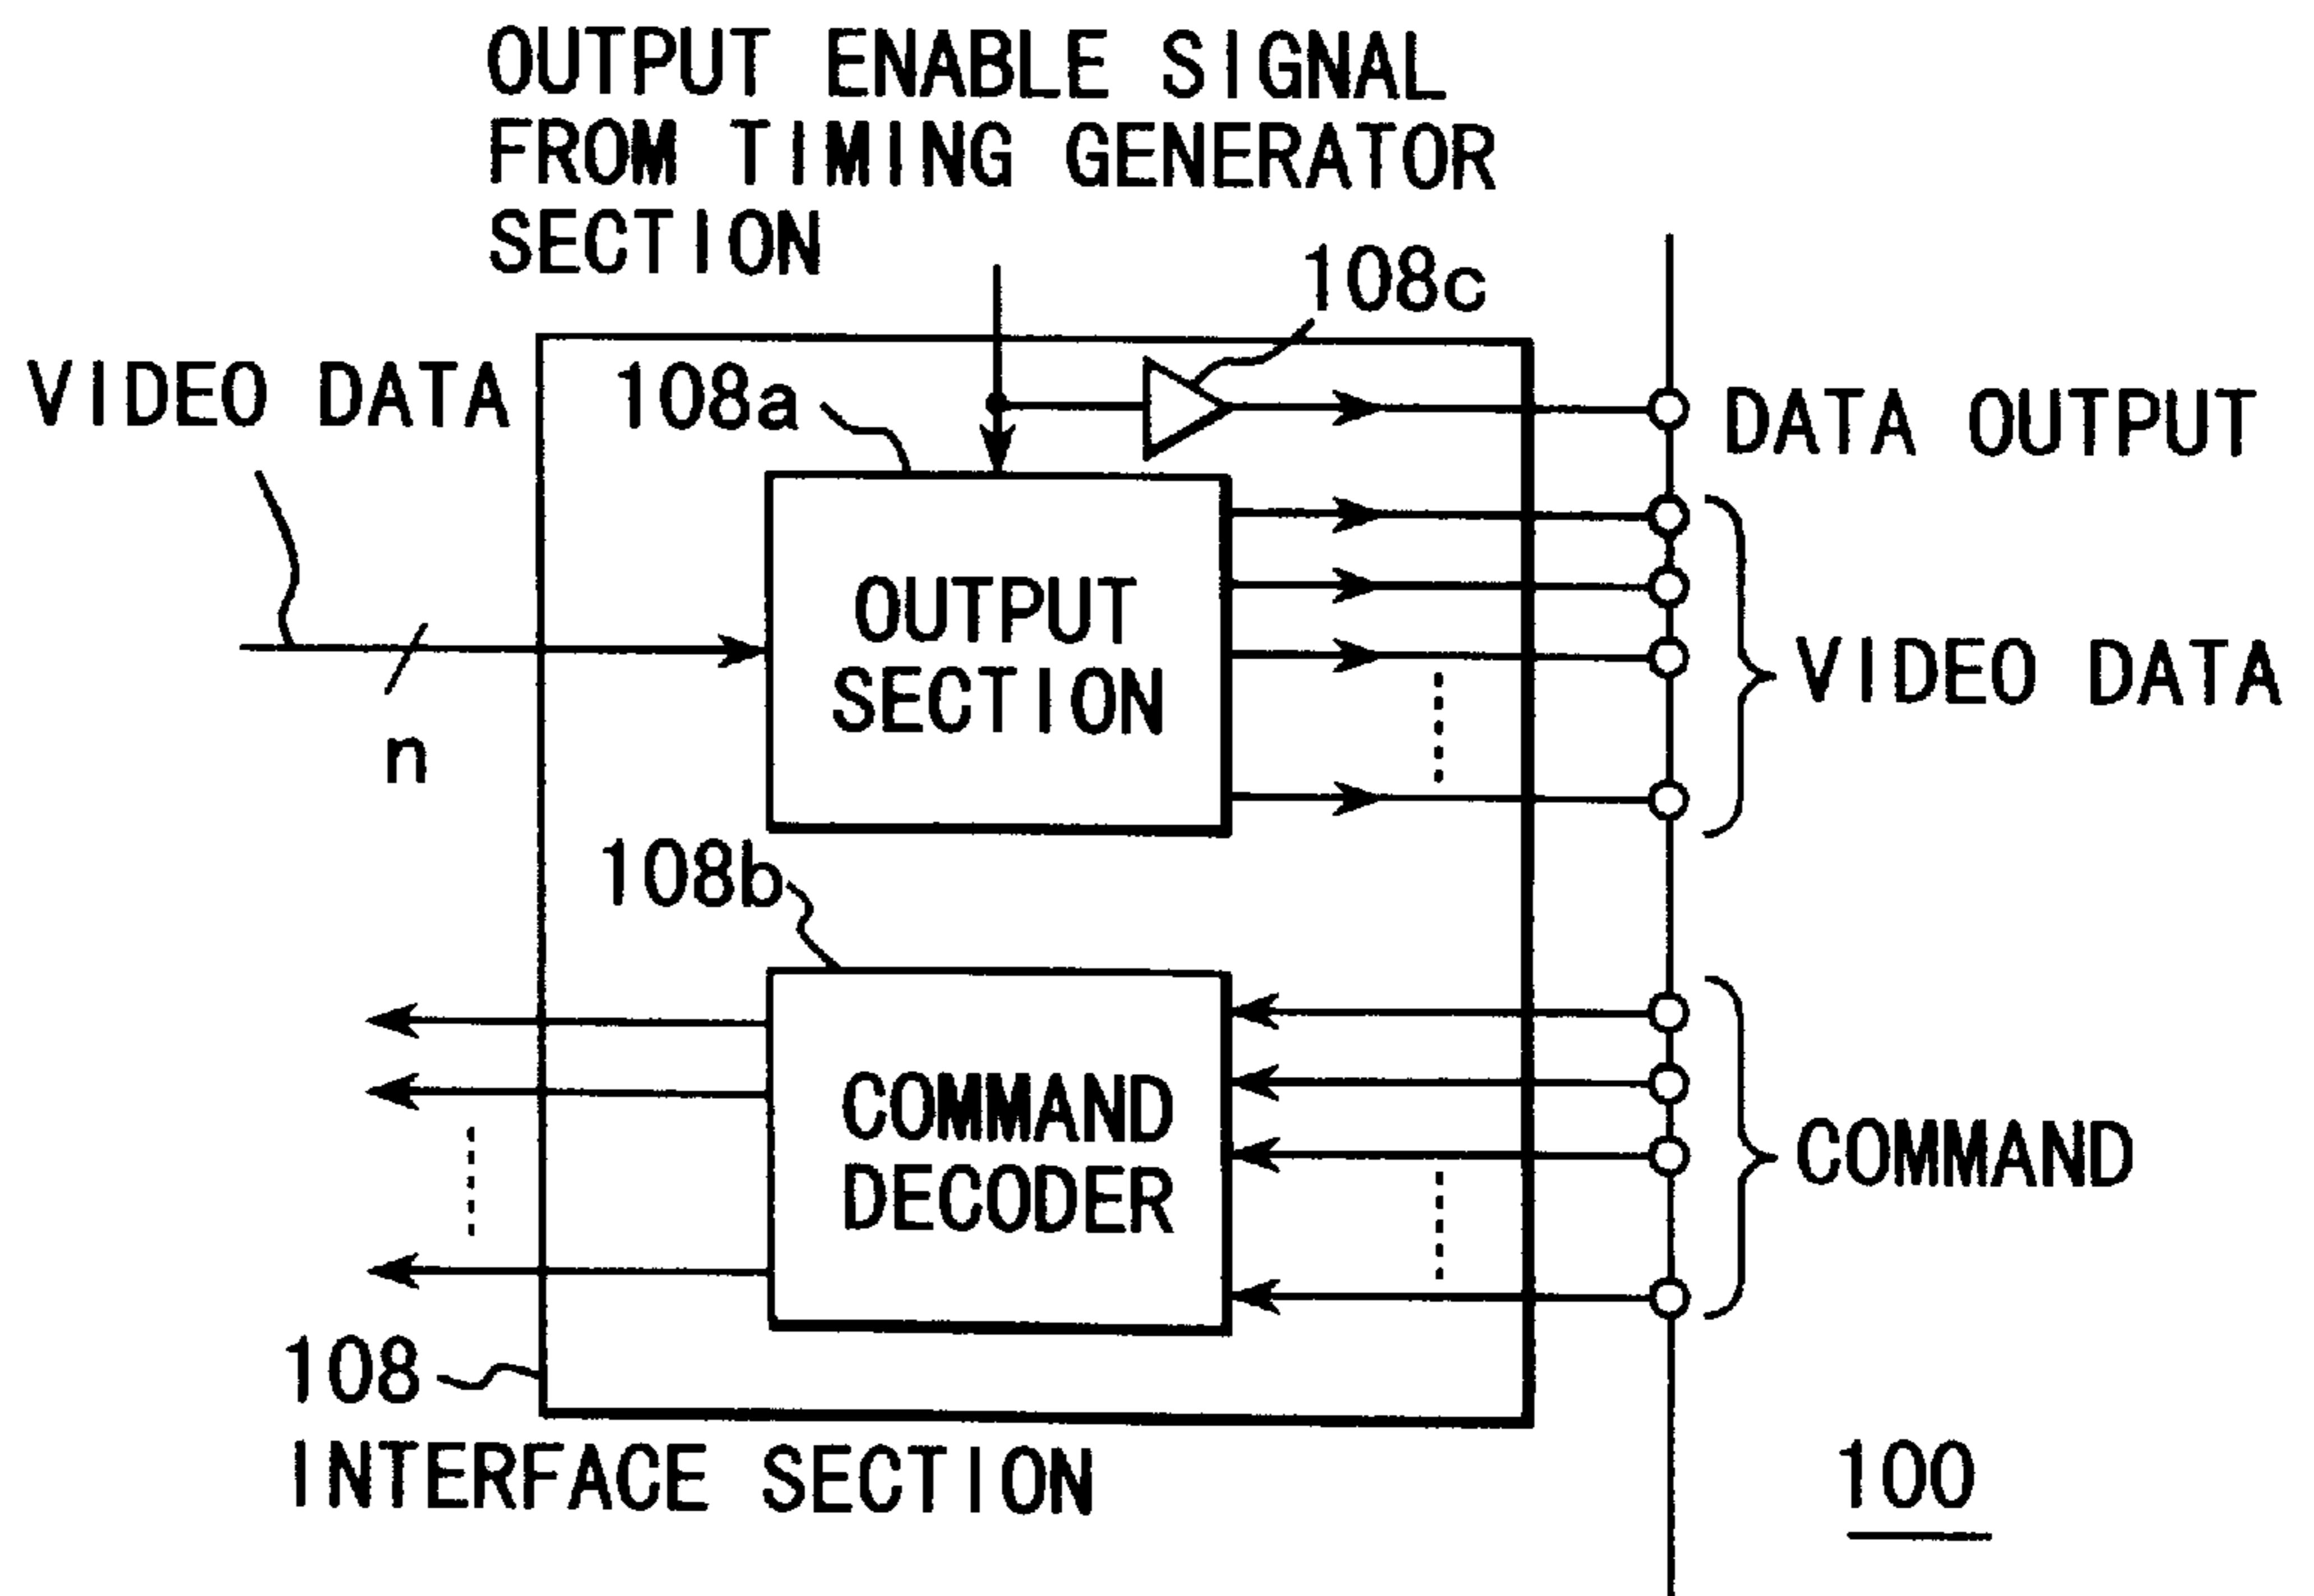 OUTPUT ENABLE SIGNAL
FROM TIMING GENERATOR
SECTION
108c
VIDEO DATA
108a
DATA OUTPUT
OUTPUT
SECTION
VIDEO DATA
n
108b
COMMAND
DECODER
COMMAND
108
INTERFACE SECTION
100